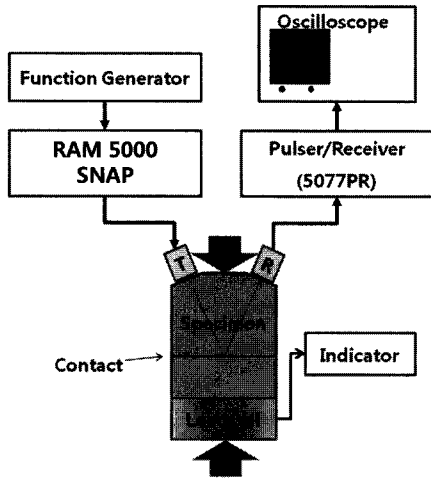 Oscilloscope
Function Generator
RAM 5000
SNAP
Pulser/Receiver
(5077PR)
T
R
Specimen
Contact
Indicator